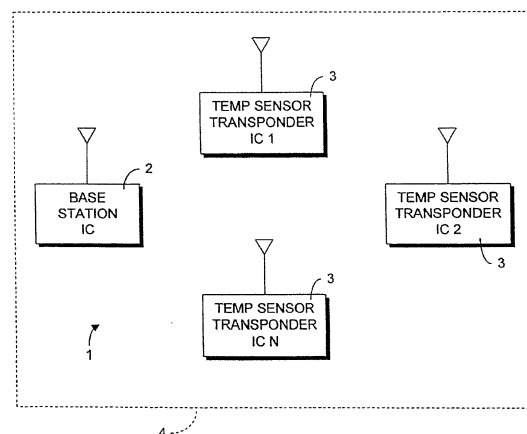 3
TEMP SENSOR
TRANSPONDER
IC 1
2
BASE
STATION
IC
TEMP SENSOR
TRANSPONDER
IC 2
3
3
TEMP SENSOR
TRANSPONDER
IC N
1
4